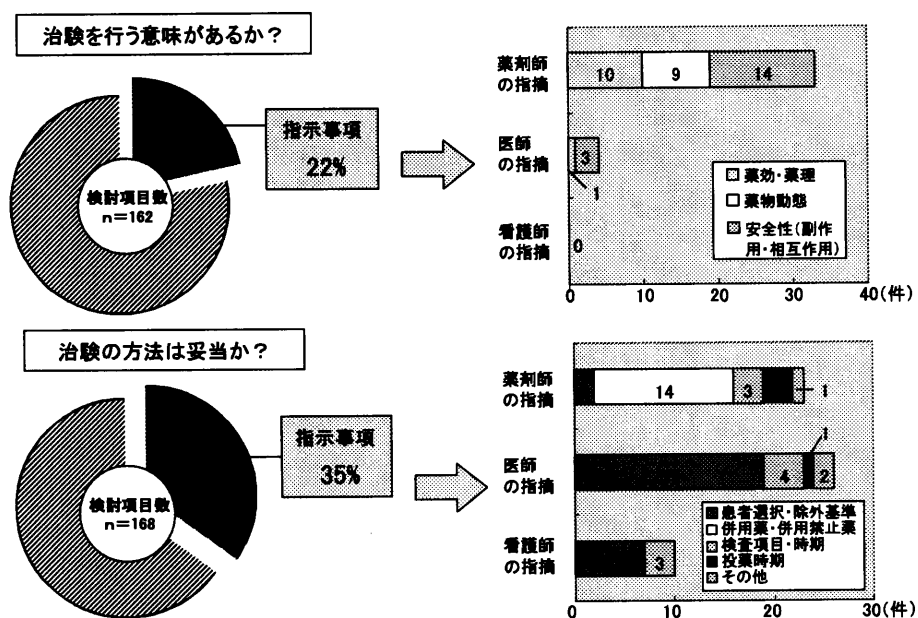 治験を行う意味があるか？
検討項目数
n＝162
指示事項
22%
薬剤師
の指摘
10
9
14
医師
の指摘
3
1
看護師
の指摘
0
薬効・薬理
薬物動態
安全性(副作
用・相互作用)
0 10 20 30 40(件)
治験の方法は妥当か？
検討項目数
n＝168
指示事項
35%
薬剤師
の指摘
14
3
1
医師
の指摘
1
4
2
看護師
の指摘
3
患者選択・除外基準
併用薬・併用禁止薬
検査項目・時期
投薬時期
その他
0 10 20 30(件)